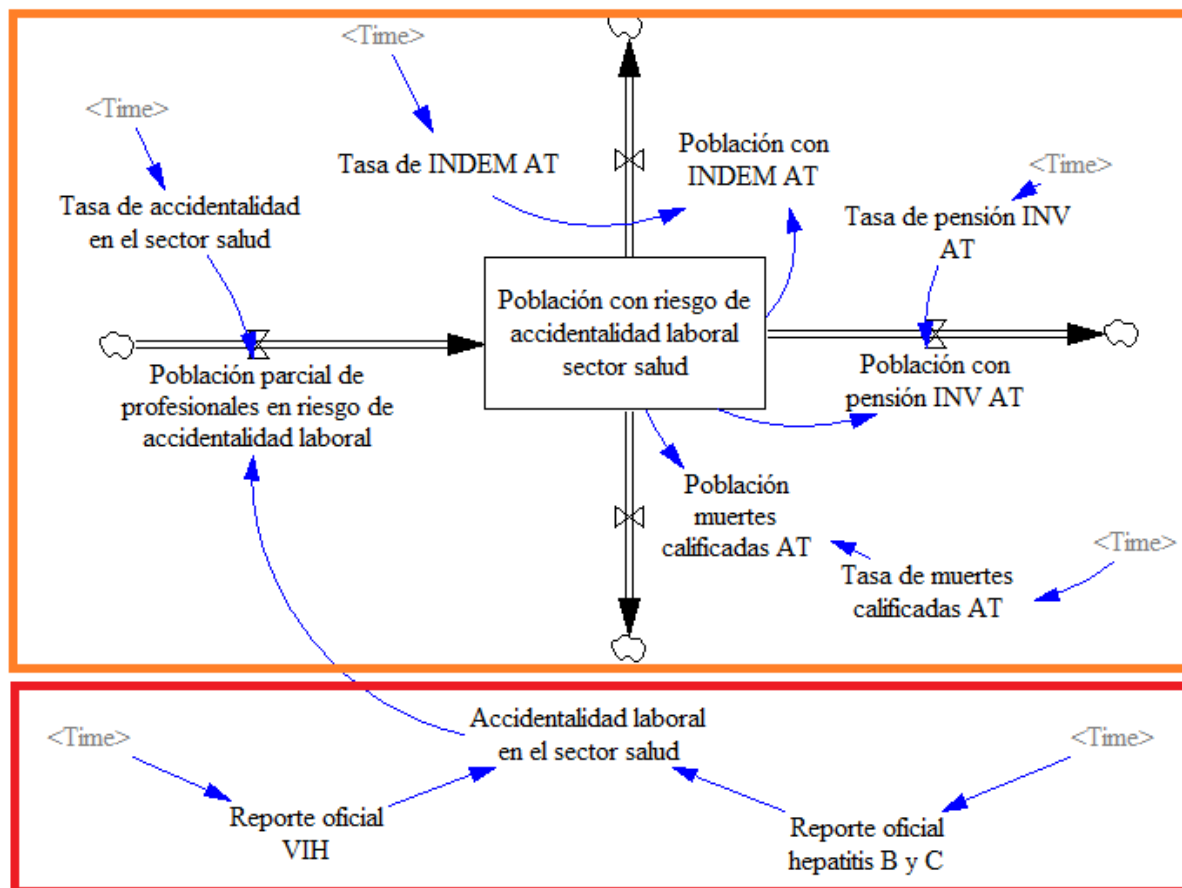 <Time>
<Time>
Tasa de INDEM AT
Población con
INDEM AT
<Time>
Tasa de accidentalidad
en el sector salud
Tasa de pensión INV
AT
Población con riesgo de
accidentalidad laboral
sector salud
Población parcial de
profesionales en riesgo de
accidentalidad laboral
Población con
pensión INV AT
Población
muertes
calificadas AT
<Time>
Tasa de muertes
calificadas AT
Accidentalidad laboral
en el sector salud
<Time>
<Time>
Reporte oficial
VIH
Reporte oficial
hepatitis B y C